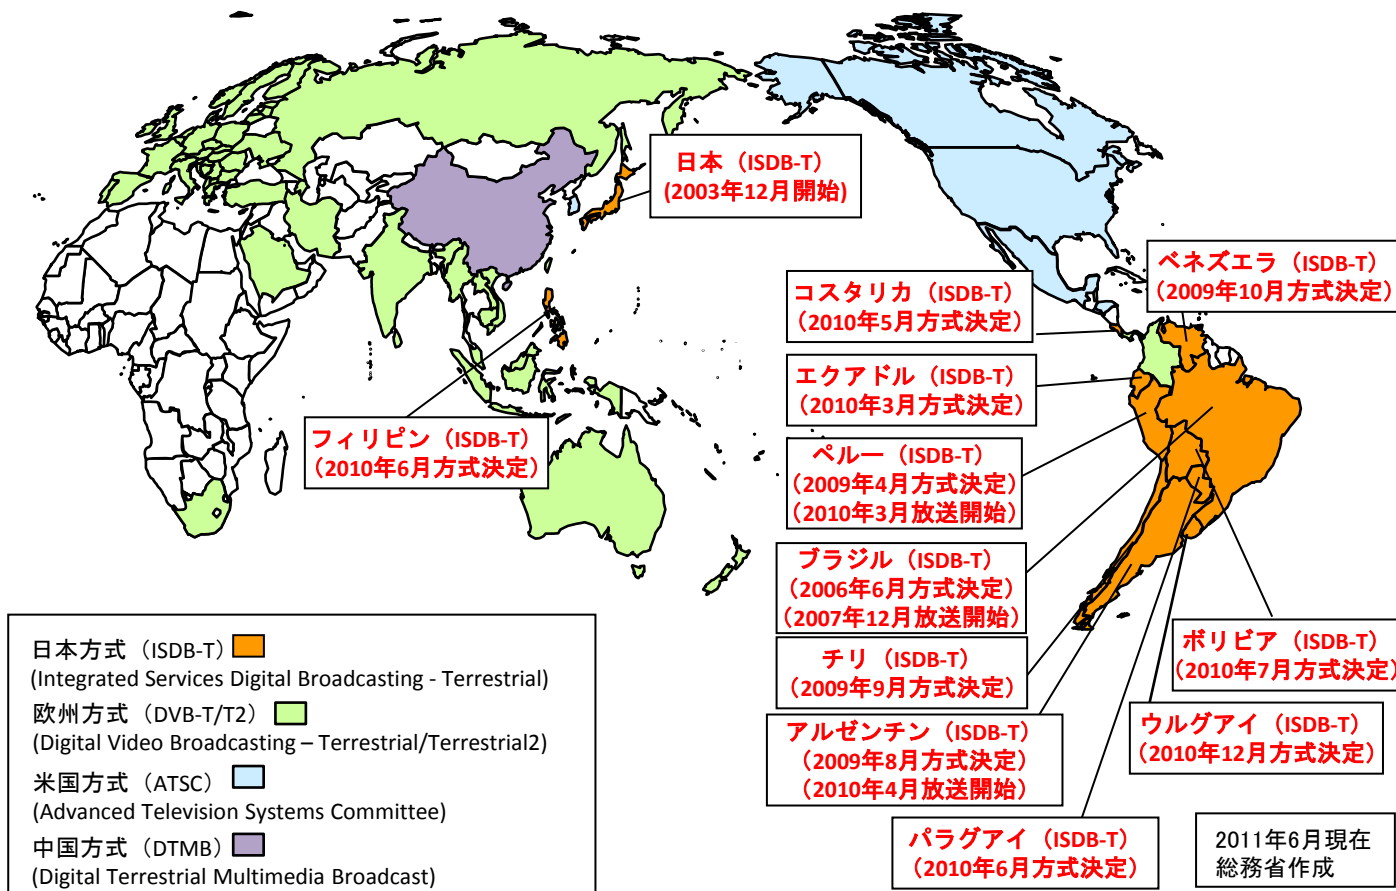 日本（ISDB-T）
(2003年12月開始)
ベネズエラ（ISDB-T）
（2009年10月方式決定）
コスタリカ（ISDB-T）
（2010年5月方式決定）
エクアドル（ISDB-T）
（2010年3月方式決定）
フィリピン（ISDB-T）
（2010年6月方式決定）
ペルー（ISDB-T）
（2009年4月方式決定）
（2010年3月放送開始）
ブラジル（ISDB-T）
（2006年6月方式決定）
（2007年12月放送開始）
チリ（ISDB-T）
（2009年9月方式決定）
ボリビア（ISDB-T）
（2010年7月方式決定）
アルゼンチン（ISDB-T）
（2009年8月方式決定）
（2010年4月放送開始）
ウルグアイ（ISDB-T）
（2010年12月方式決定）
パラグアイ（ISDB-T）
（2010年6月方式決定）
日本方式（ISDB-T）
(Integrated Services Digital Broadcasting - Terrestrial)
欧州方式（DVB-T/T2）
(Digital Video Broadcasting – Terrestrial/Terrestrial2)
米国方式（ATSC）
(Advanced Television Systems Committee)
中国方式（DTMB）
(Digital Terrestrial Multimedia Broadcast)
2011年6月現在
総務省作成